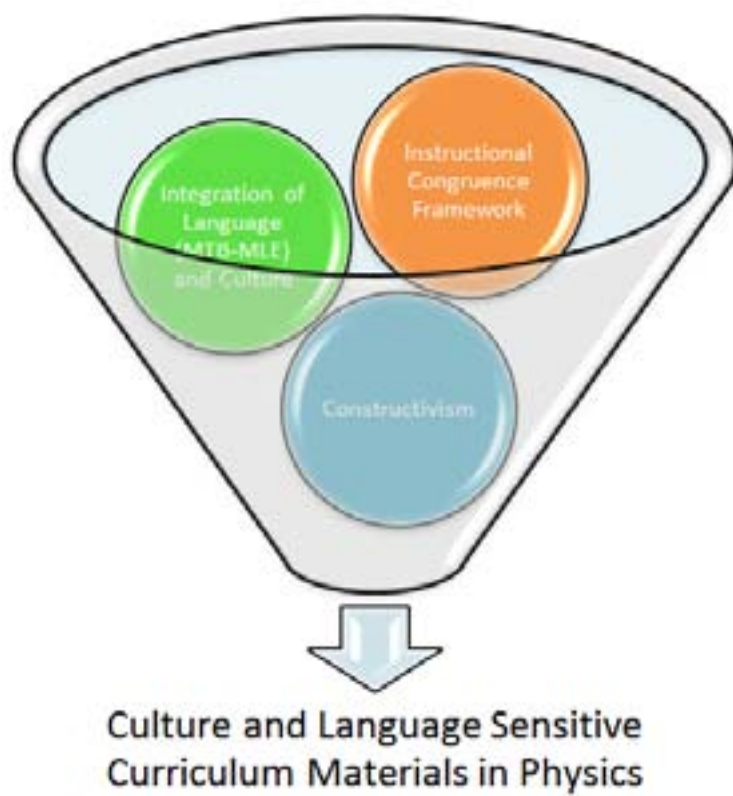 Instructional
Congruence
Framework
Integration of
Language
(MTB-MLE)
and Culture
Constructivism
Culture and Language Sensitive
Curriculum Materials in Physics